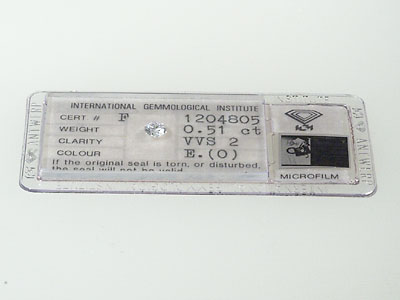 INTERNATIONAL GEMMOLOGICAL INSTITUTE
CERT # F 1204805
WEIGHT 0.51 ct
CLARITY VVS 2
COLOUR E.(O)
If the original seal is torn, or disturbed,
the seal will not be valid
MICROFILM